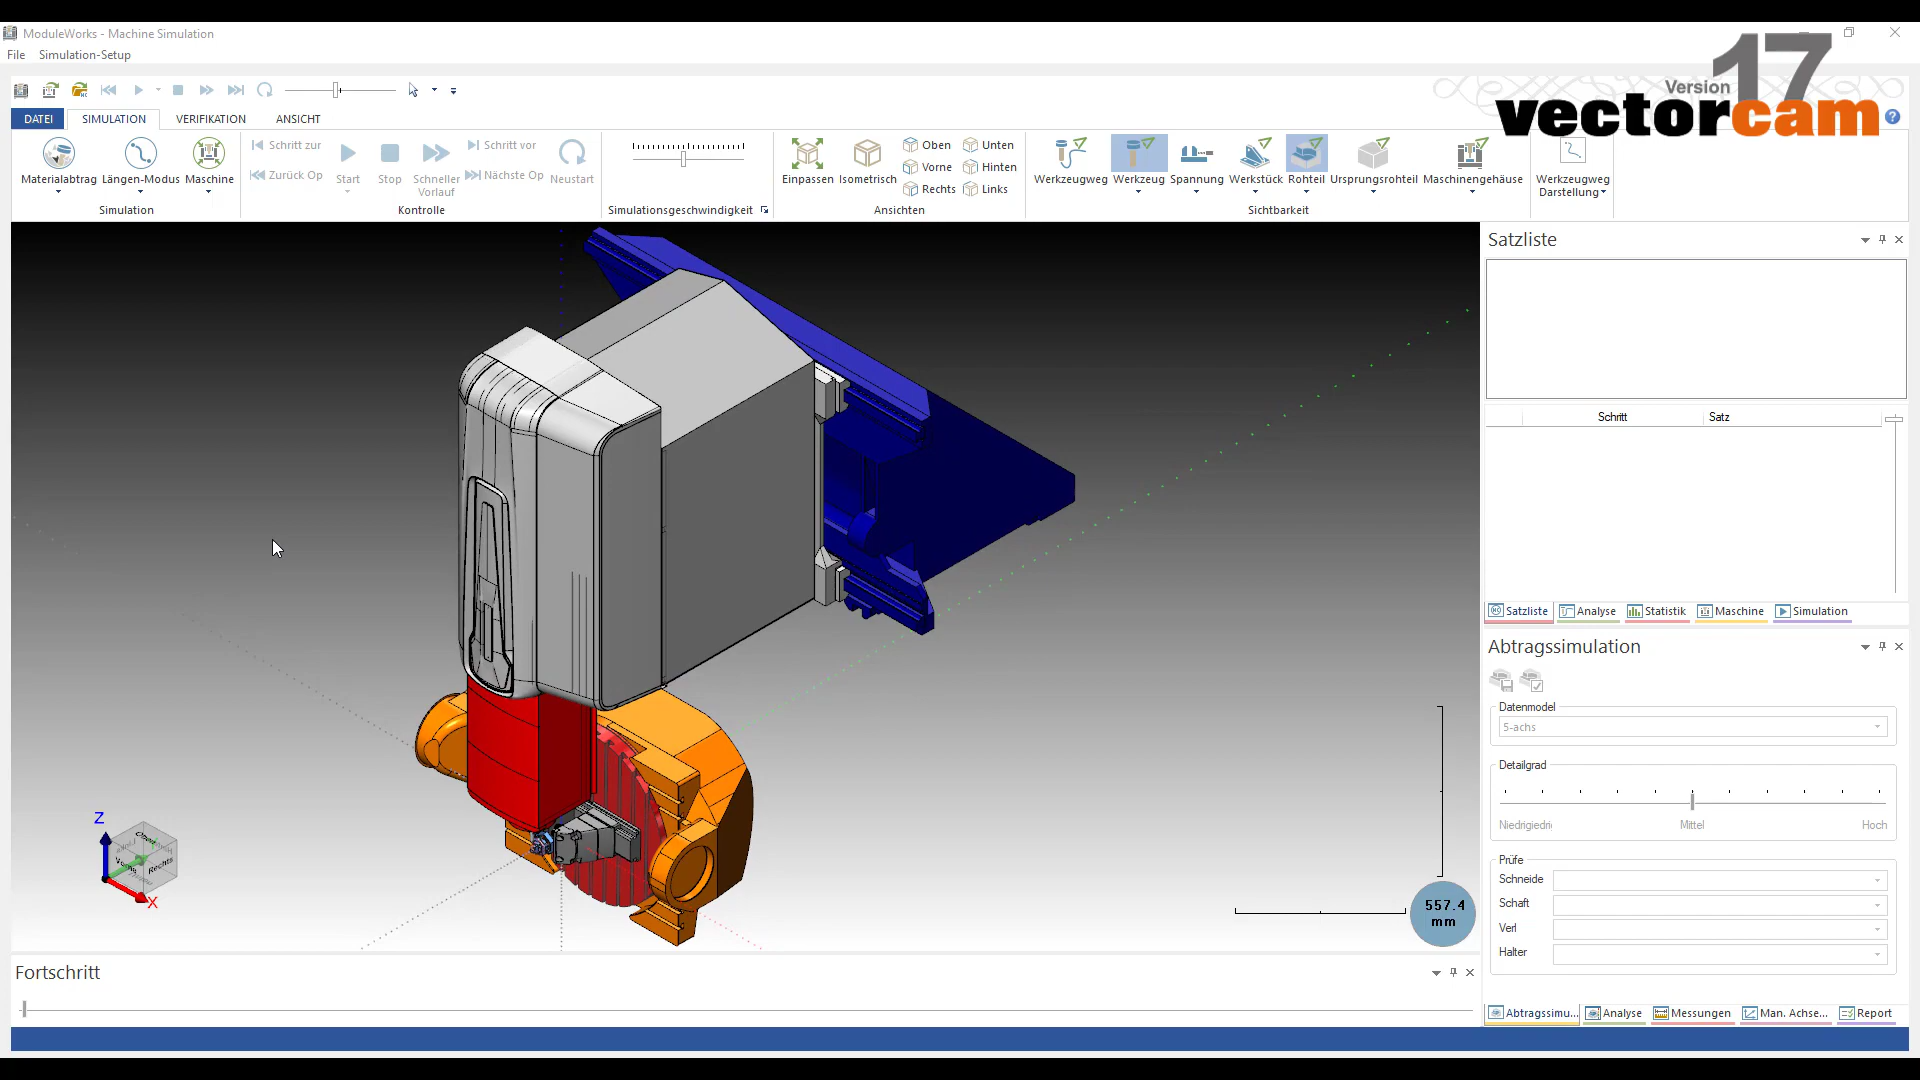 ModuleWorks - Machine Simulation
File Simulation-Setup
Version 17
vectorcam
DATEI SIMULATION VERIFIKATION ANSICHT
Materialabtrag Längen-Modus Maschine
Simulation
Schritt zur Schritt vor
Zurück Op Nächste Op
Start Stop Schneller Vorlauf Neustart
Kontrolle
Simulationsgeschwindigkeit
Einpassen Isometrisch
Oben Unten
Vorne Hinten
Rechts Links
Ansichten
Werkzeugweg Werkzeug Spannung Werkstück Rohteil Ursprungsrohteil Maschinengehäuse
Sichtbarkeit
Werkzeugweg
Darstellung
Satzliste
Schritt Satz
Satzliste Analyse Statistik Maschine Simulation
Abtragssimulation
Datenmodel
5-achs
Detailgrad
Niedrigiedrig Mittel Hoch
Prüfe
Schneide
Schaft
Verl
Halter
Abtragssimu... Analyse Messungen Man. Achse... Report
Z
Oben
Rechts
X
557.4
mm
Fortschritt